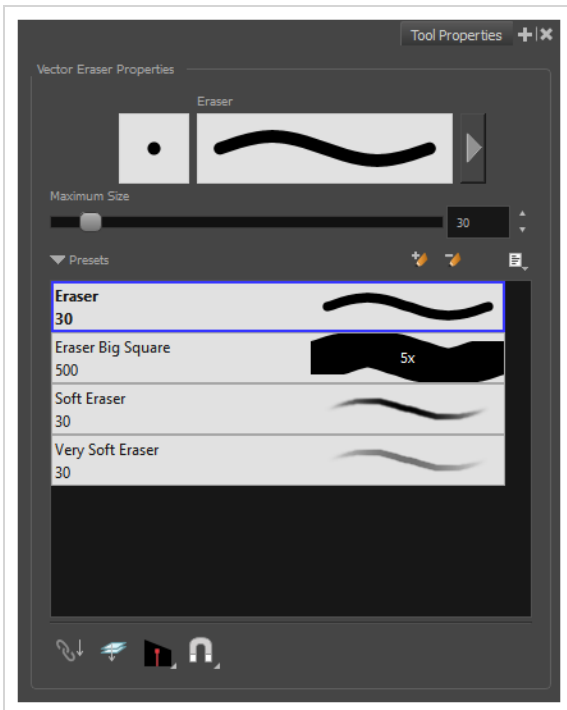 Tool Properties
Vector Eraser Properties
Eraser
Maximum Size
30
Presets
Eraser
30
Eraser Big Square
500
5x
Soft Eraser
30
Very Soft Eraser
30